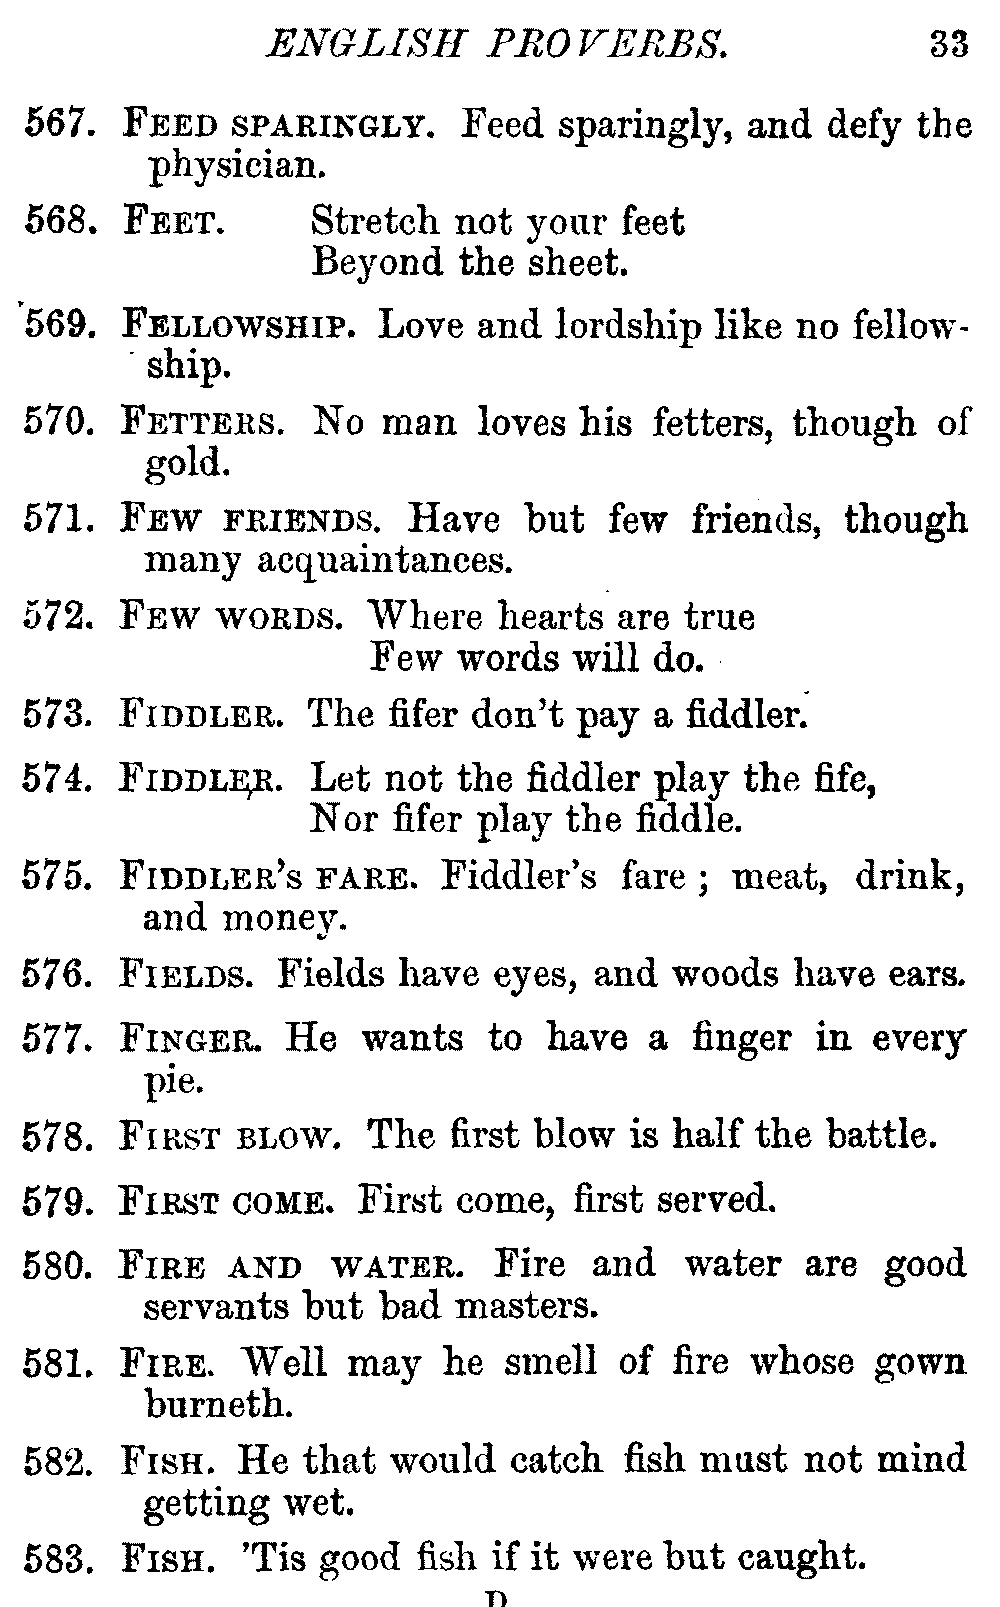 ENGLISH PROVERBS. 33
567. FEED SPARINGLY. Feed sparingly, and defy the
physician.
568. FEET. Stretch not your feet
Beyond the sheet.
569. FELLOWSHIP. Love and lordship like no fellow-
ship.
570. FETTERS. No man loves his fetters, though of
gold.
571. FEW FRIENDS. Have but few friends, though
many acquaintances.
572. FEW WORDS. Where hearts are true
Few words will do.
573. FIDDLER. The fifer don't pay a fiddler.
574. FIDDLER. Let not the fiddler play the fife,
Nor fifer play the fiddle.
575. FIDDLER'S FARE. Fiddler's fare ; meat, drink,
and money.
576. FIELDS. Fields have eyes, and woods have ears.
577. FINGER. He wants to have a finger in every
pie.
578. FIRST BLOW. The first blow is half the battle.
579. FIRST COME. First come, first served.
580. FIRE AND WATER. Fire and water are good
servants but bad masters.
581. FIRE. Well may he smell of fire whose gown
burneth.
582. FISH. He that would catch fish must not mind
getting wet.
583. FISH. 'Tis good fish if it were but caught.
D